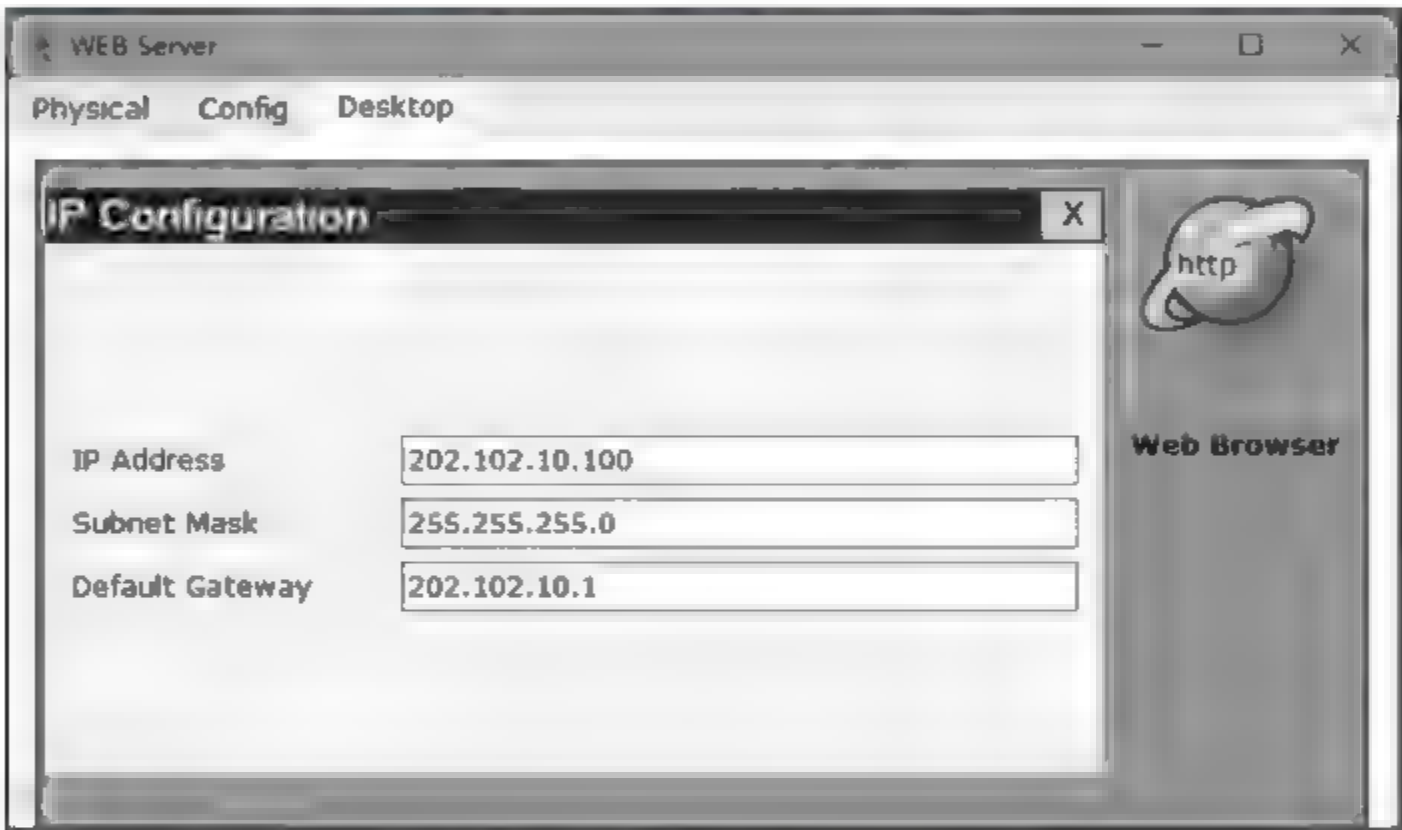 WEB Server
Physical Config Desktop
IP Configuration
X
http
Web Browser
IP Address 202.102.10.100
Subnet Mask 255.255.255.0
Default Gateway 202.102.10.1